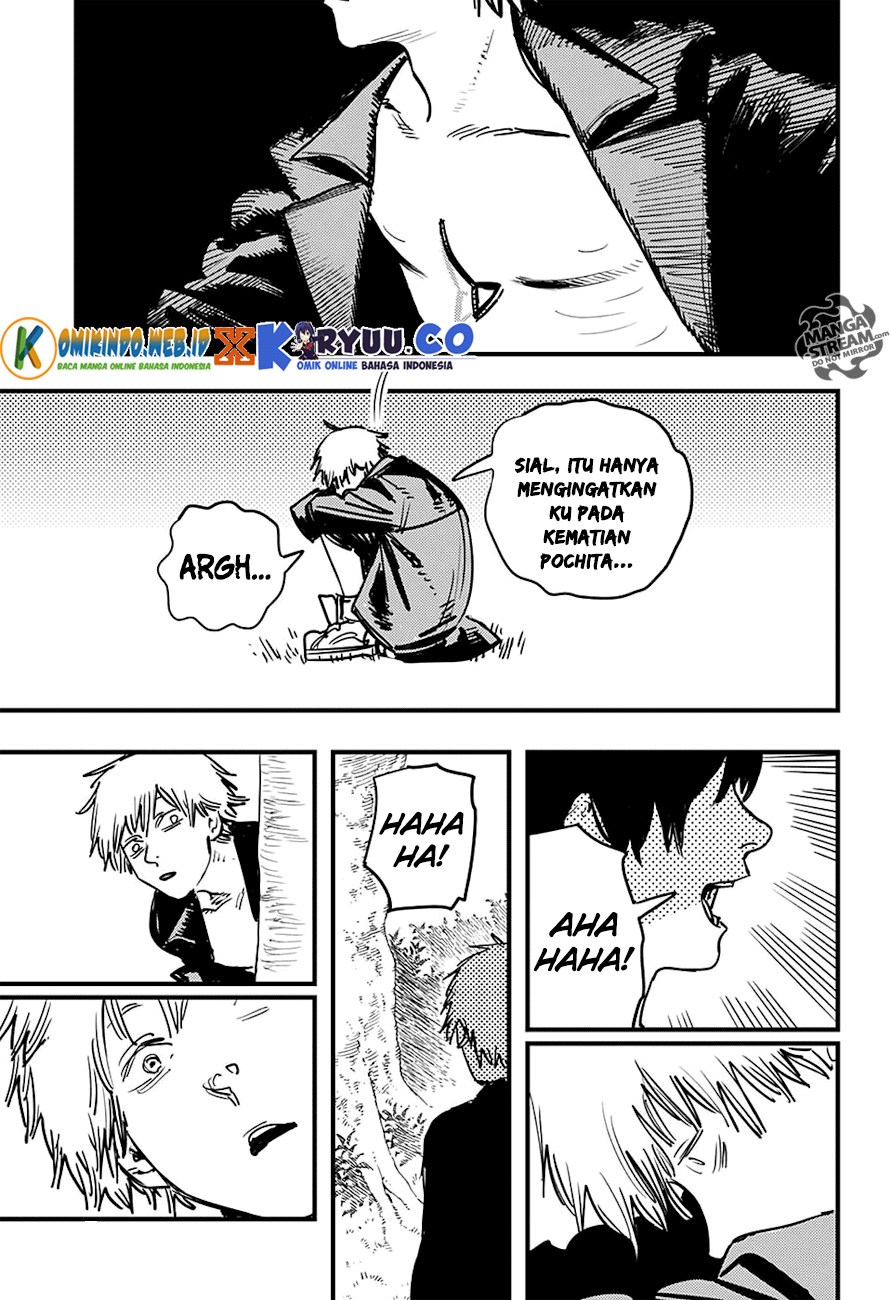 KOMIKINDO.WEB.ID X KIRYUU.CO
BACA MANGA ONLINE BAHASA INDONESIA
OMIK ONLINE BAHASA INDONESIA
MANGA
STREAM.com
DO NOT MIRROR
SIAL, ITU HANYA
MENGINGATKAN
KU PADA
KEMATIAN
POCHITA...
ARGH...
AHA
HAHA!
HAHA
HA!